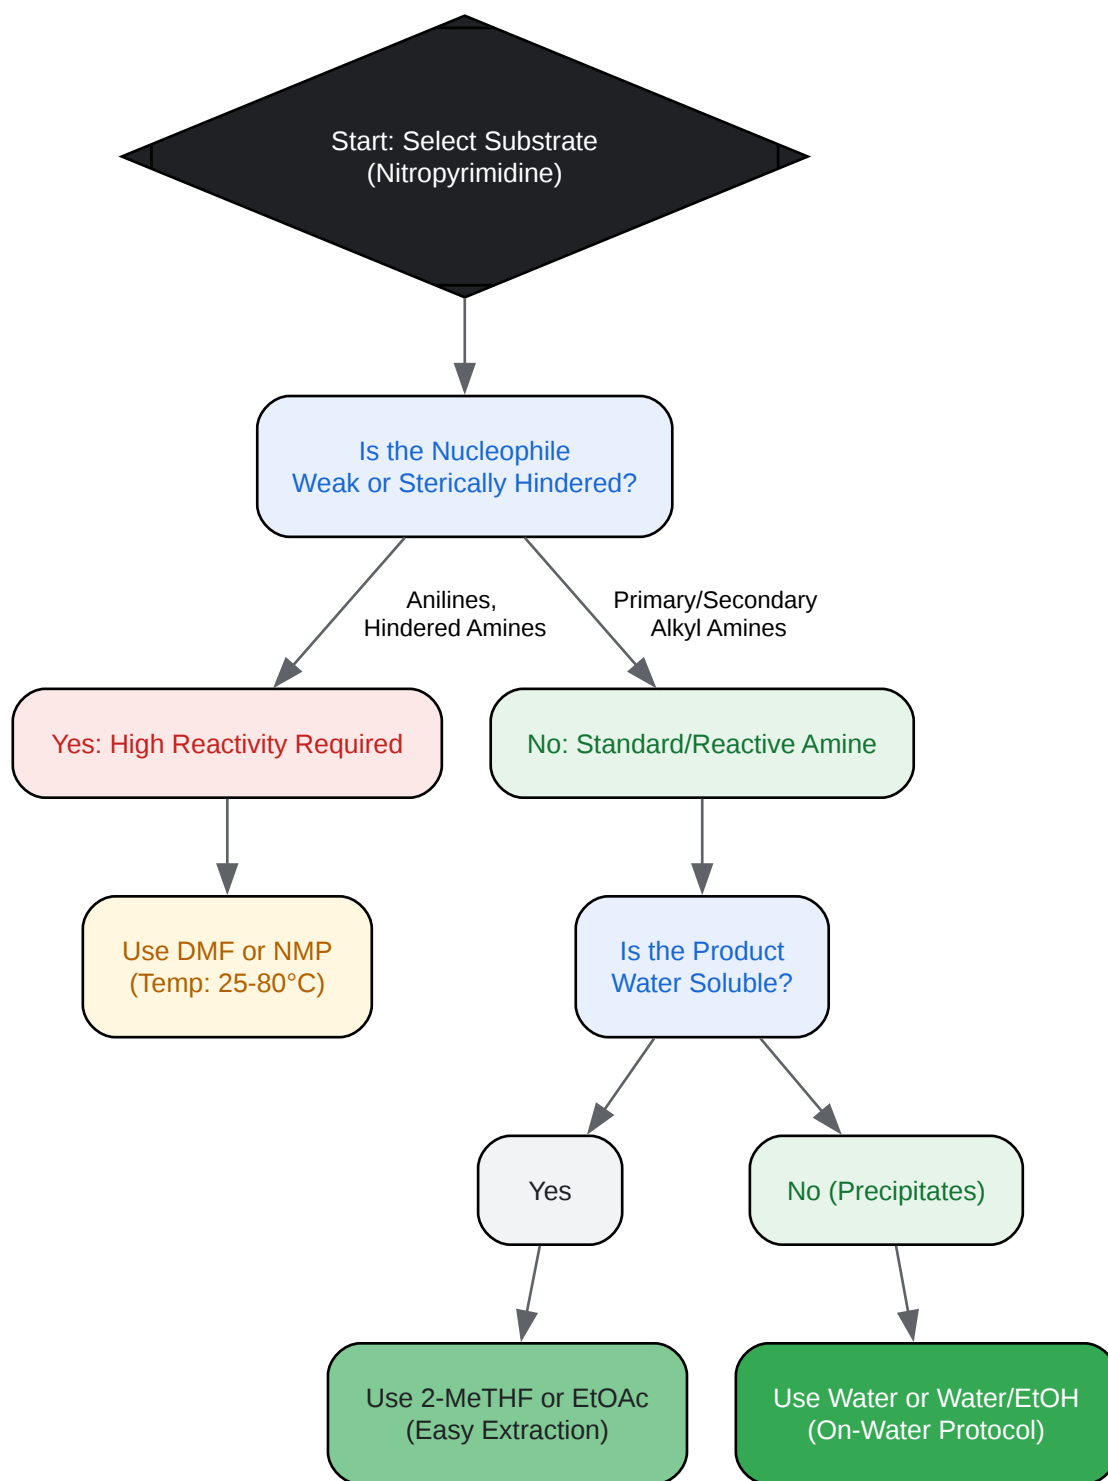 Start: Select Substrate
(Nitropyrimidine)
Is the Nucleophile
Weak or Sterically Hindered?
Anilines,
Hindered Amines
Primary/Secondary
Alkyl Amines
Yes: High Reactivity Required
No: Standard/Reactive Amine
Use DMF or NMP
(Temp: 25-80°C)
Is the Product
Water Soluble?
Yes
No (Precipitates)
Use 2-MeTHF or EtOAc
(Easy Extraction)
Use Water or Water/EtOH
(On-Water Protocol)